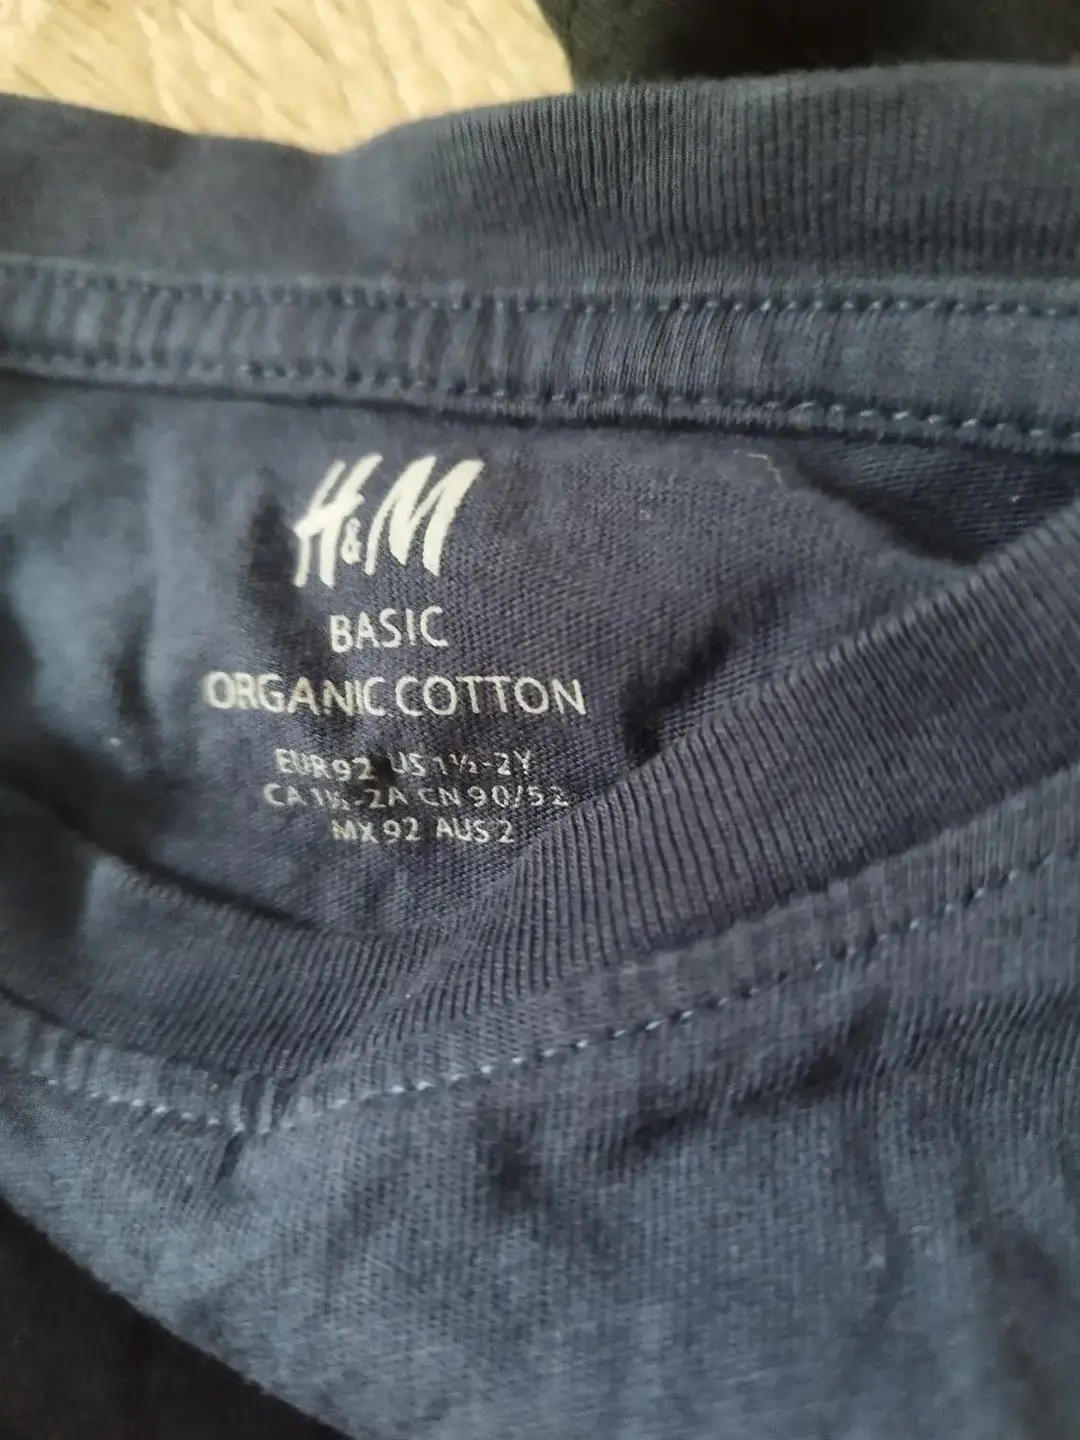 H&M
BASIC
ORGANIC COTTON
EUR 92 US 1½-2Y
CA 1½-2A CN 90/52
MX 92 AUS 2